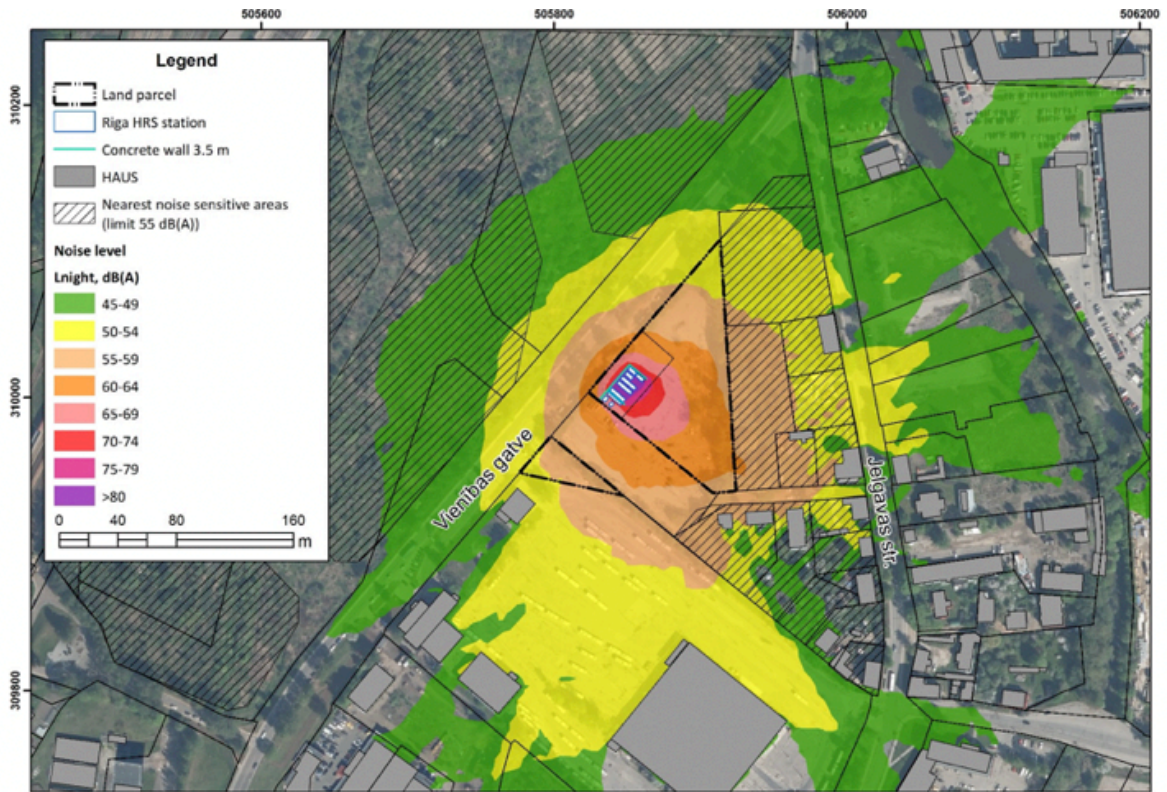 505600
505800
506000
506200
310200
310000
309800
Legend
Land parcel
Riga HRS station
Concrete wall 3.5 m
HAUS
Nearest noise sensitive areas
(limit 55 dB(A))
Noise level
Lnight, dB(A)
45-49
50-54
55-59
60-64
65-69
70-74
75-79
>80
0 40 80 160
m
Vienības gatve
Jelgavas str.